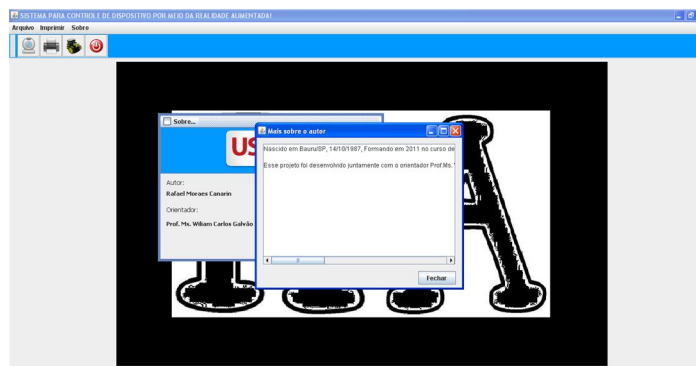 SISTEMA PARA CONTROLE DE DISPOSITIVO POR MEIO DA REALIDADE AUMENTADA!
Arquivo Imprimir Sobre
Sobre...
US
Mais sobre o autor
Nascido em Bauru/SP, 14/10/1987, Formando em 2011 no curso de
Esse projeto foi desenvolvido juntamente com o orientador Prof.Ms.
Autor:
Rafael Moraes Canarin
Orientador:
Prof. Ms. Wiliam Carlos Galvão
Fechar